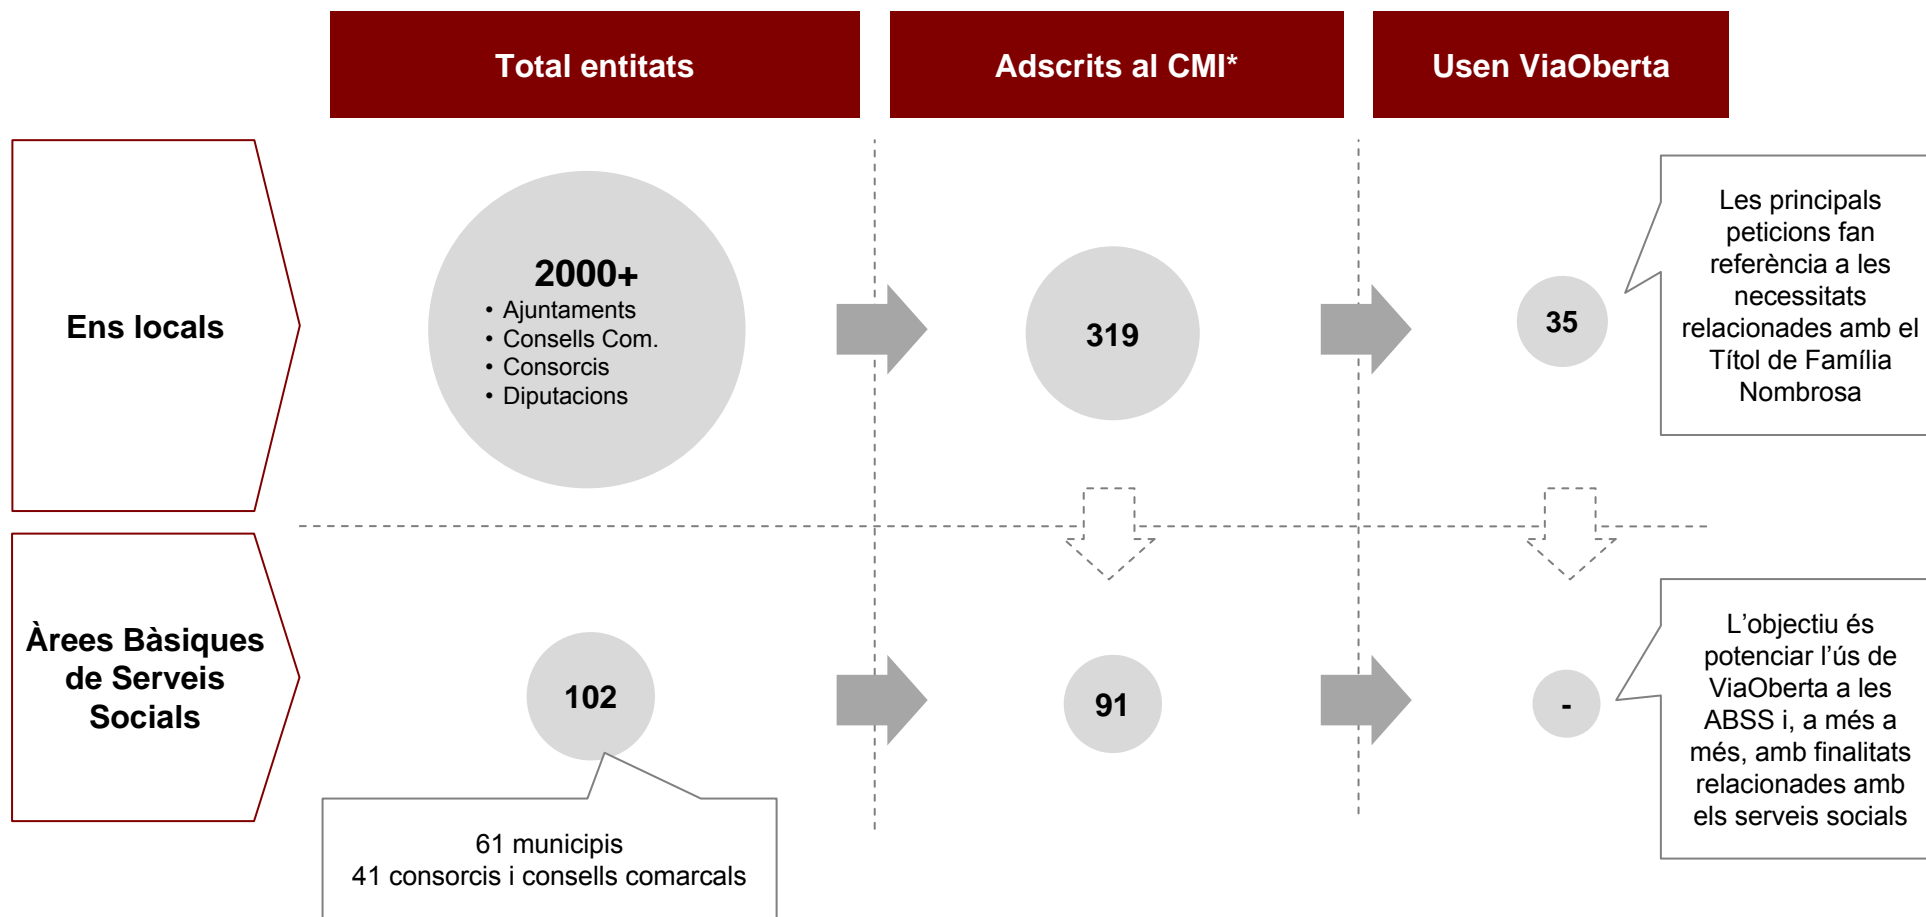 Total entitats
Adscrits al CMI*
Usen ViaOberta
Ens locals
2000+
• Ajuntaments
• Consells Com.
• Consorcis
• Diputacions
319
35
Les principals
peticions fan
referència a les
necessitats
relacionades amb el
Títol de Família
Nombrosa
Àrees Bàsiques
de Serveis
Socials
102
91
-
L’objectiu és
potenciar l’ús de
ViaOberta a les
ABSS i, a més a
més, amb finalitats
relacionades amb
els serveis socials
61 municipis
41 consorcis i consells comarcals